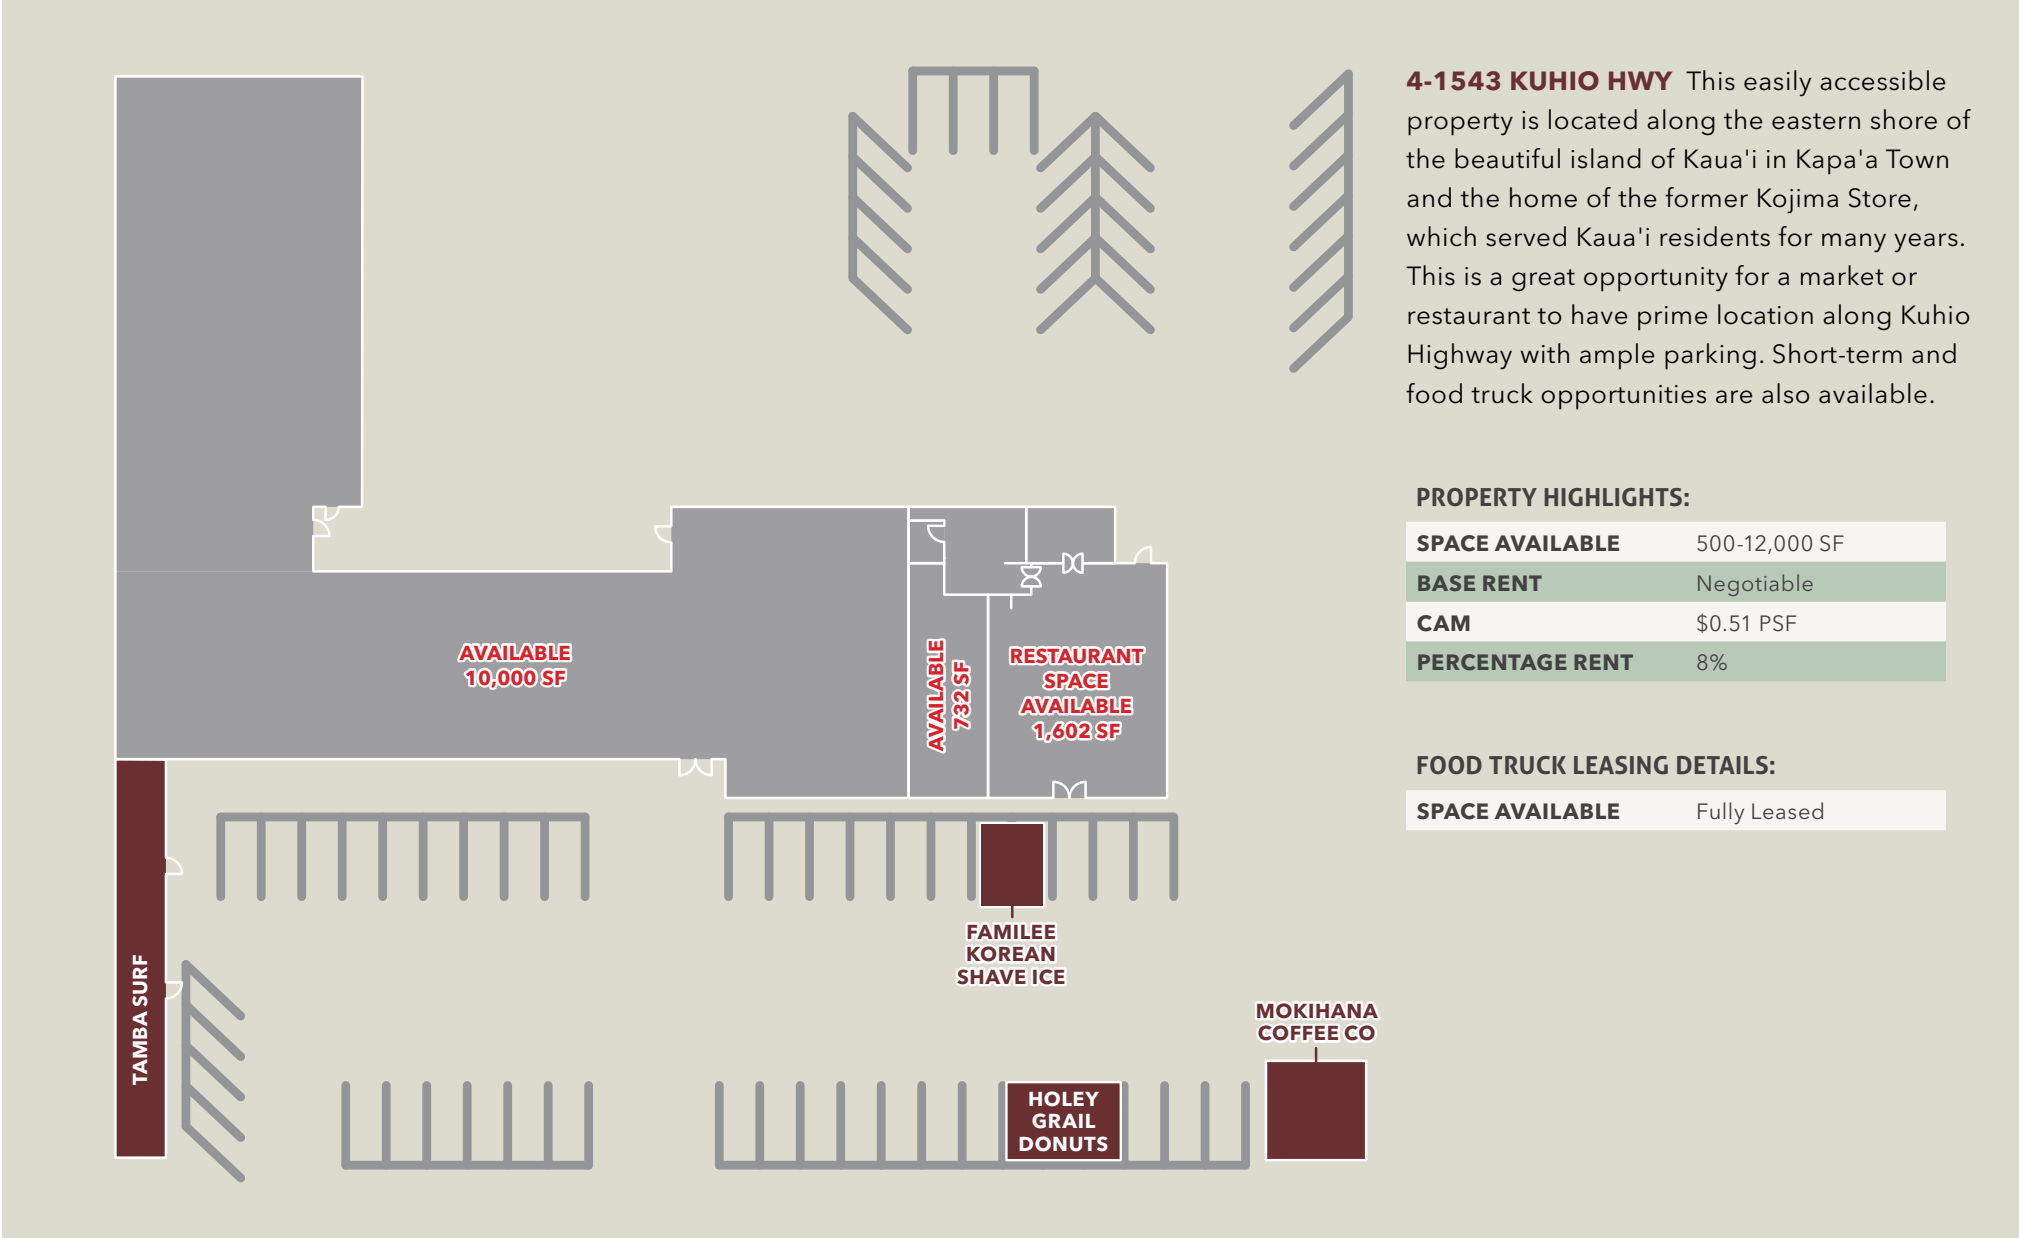 4-1543 KUHIO HWY This easily accessible
property is located along the eastern shore of
the beautiful island of Kaua'i in Kapa'a Town
and the home of the former Kojima Store,
which served Kaua'i residents for many years.
This is a great opportunity for a market or
restaurant to have prime location along Kuhio
Highway with ample parking. Short-term and
food truck opportunities are also available.
PROPERTY HIGHLIGHTS:
SPACE AVAILABLE 500-12,000 SF
BASE RENT Negotiable
CAM $0.51 PSF
PERCENTAGE RENT 8%
FOOD TRUCK LEASING DETAILS:
SPACE AVAILABLE Fully Leased
AVAILABLE
10,000 SF
AVAILABLE
732 SF
RESTAURANT
SPACE
AVAILABLE
1,602 SF
TAMBA SURF
FAMILEE
KOREAN
SHAVE ICE
MOKIHANA
COFFEE CO
HOLEY
GRAIL
DONUTS